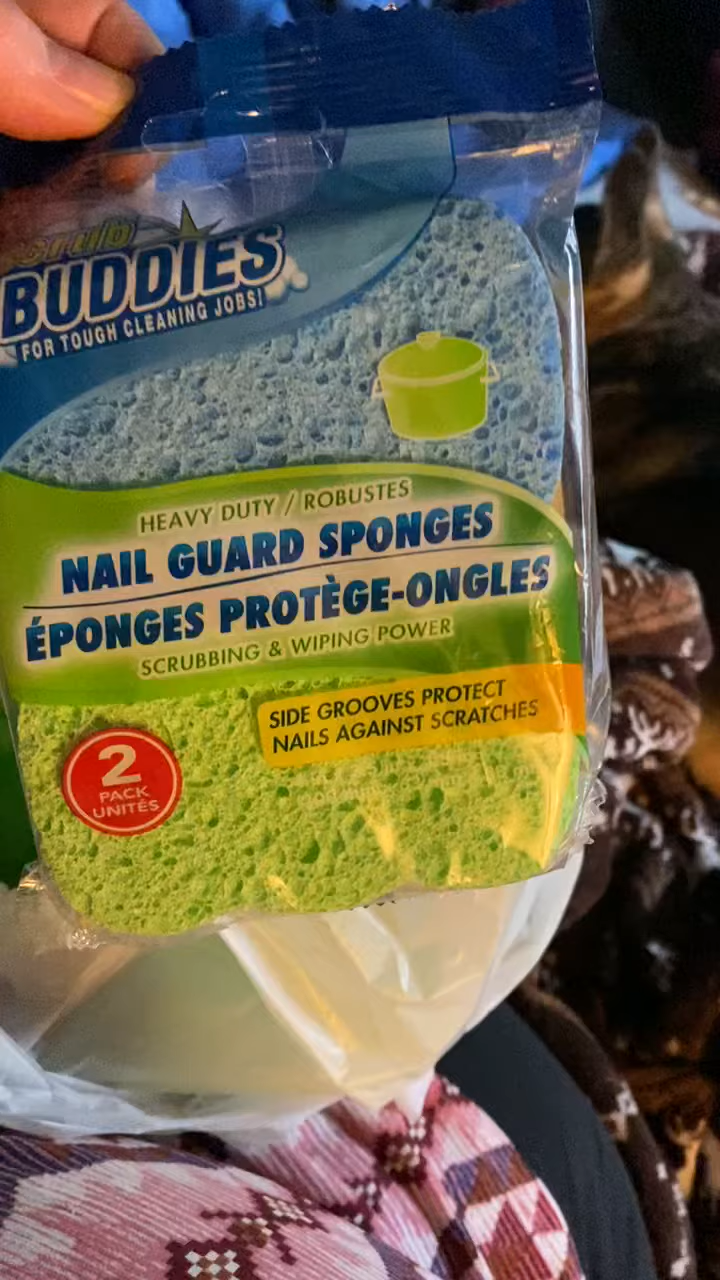 Scrub
BUDDIES
FOR TOUGH CLEANING JOBS!
HEAVY DUTY / ROBUSTES
NAIL GUARD SPONGES
ÉPONGES PROTÈGE-ONGLES
SCRUBBING & WIPING POWER
SIDE GROOVES PROTECT
NAILS AGAINST SCRATCHES
2
PACK
UNITÉS